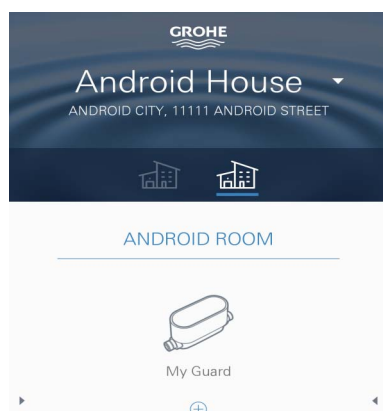 GROHE
Android House
ANDROID CITY, 11111 ANDROID STREET
ANDROID ROOM
My Guard